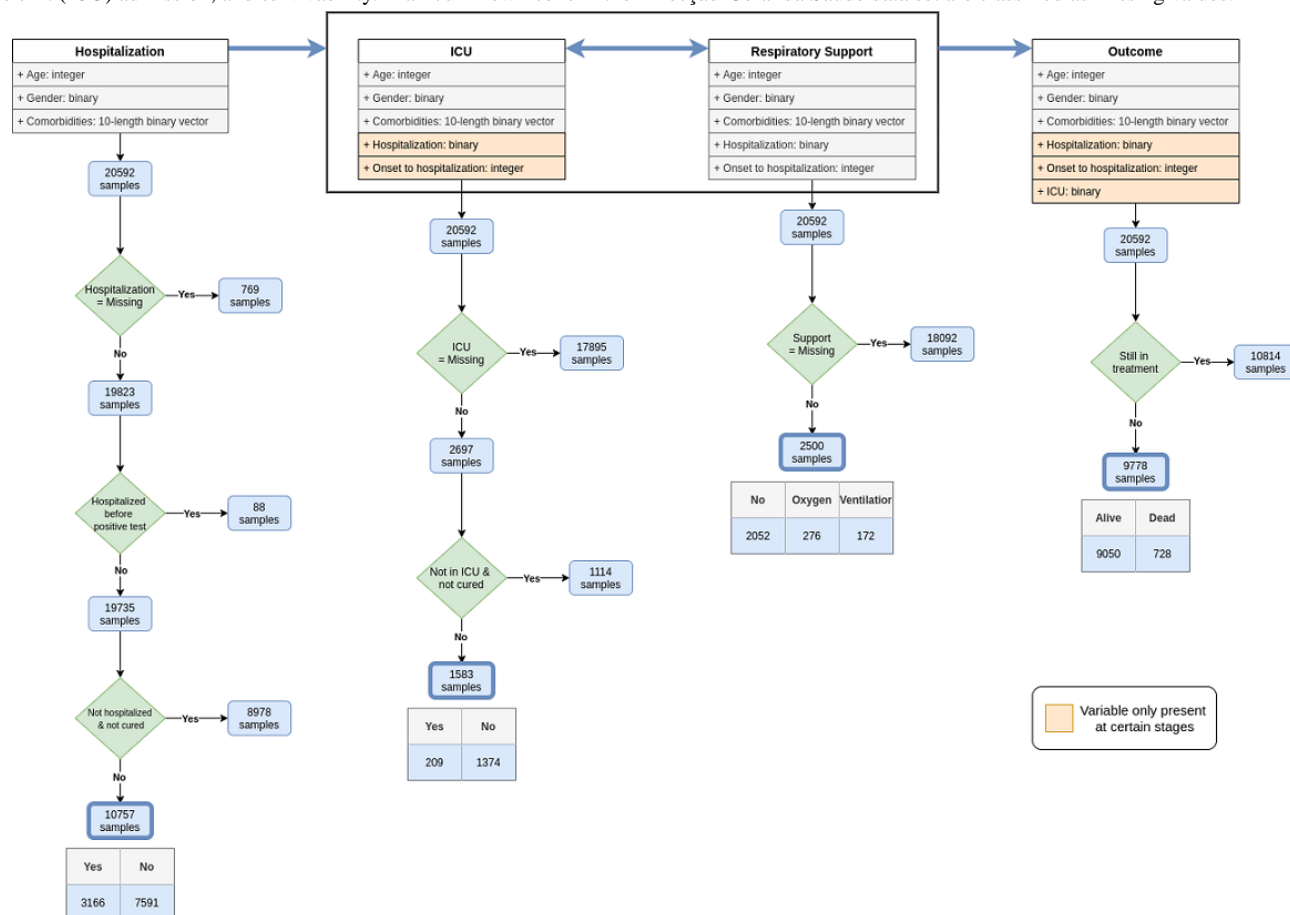 Hospitalization
+ Age: integer
+ Gender: binary
+ Comorbidities: 10-length binary vector
20592
samples
Hospitalization
= Missing
Yes
769
samples
No
19823
samples
Hospitalized
before
positive test
Yes
88
samples
No
19735
samples
Not hospitalized
& not cured
Yes
8978
samples
No
10757
samples
Yes No
3166 7591
ICU
+ Age: integer
+ Gender: binary
+ Comorbidities: 10-length binary vector
+ Hospitalization: binary
+ Onset to hospitalization: integer
20592
samples
ICU
= Missing
Yes
17895
samples
No
2697
samples
Not in ICU &
not cured
Yes
1114
samples
No
1583
samples
Yes No
209 1374
Respiratory Support
+ Age: integer
+ Gender: binary
+ Comorbidities: 10-length binary vector
+ Hospitalization: binary
+ Onset to hospitalization: integer
20592
samples
Support
= Missing
Yes
18092
samples
No
2500
samples
No Oxygen Ventilation
2052 276 172
Outcome
+ Age: integer
+ Gender: binary
+ Comorbidities: 10-length binary vector
+ Hospitalization: binary
+ Onset to hospitalization: integer
+ ICU: binary
20592
samples
Still in
treatment
Yes
10814
samples
No
9778
samples
Alive Dead
9050 728
Variable only present
at certain stages